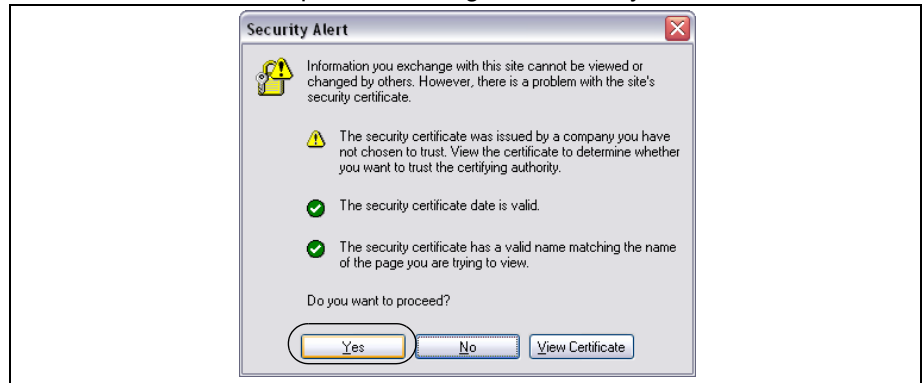 Security Alert
Information you exchange with this site cannot be viewed or
changed by others. However, there is a problem with the site's
security certificate.
The security certificate was issued by a company you have
not chosen to trust. View the certificate to determine whether
you want to trust the certifying authority.
The security certificate date is valid.
The security certificate has a valid name matching the name
of the page you are trying to view.
Do you want to proceed?
Yes No View Certificate